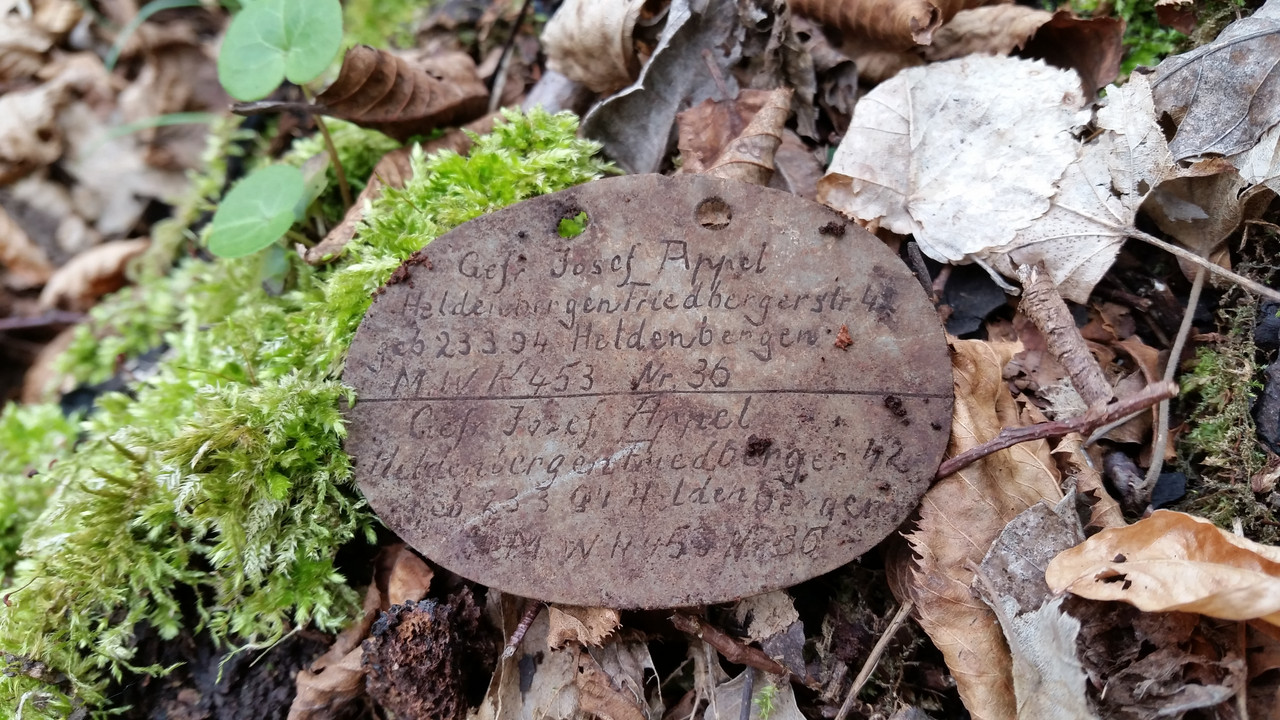 Gefr. Josef Appel
Heldenbergen Friedbergerstr 42
geb 23.3.94 Heldenbergen
M W K 453 Nr. 36
Gefr Josef Appel
Heldenbergen Friedberger 42
geb 23 3 94 Heldenbergen
M W K 453 Nr. 36